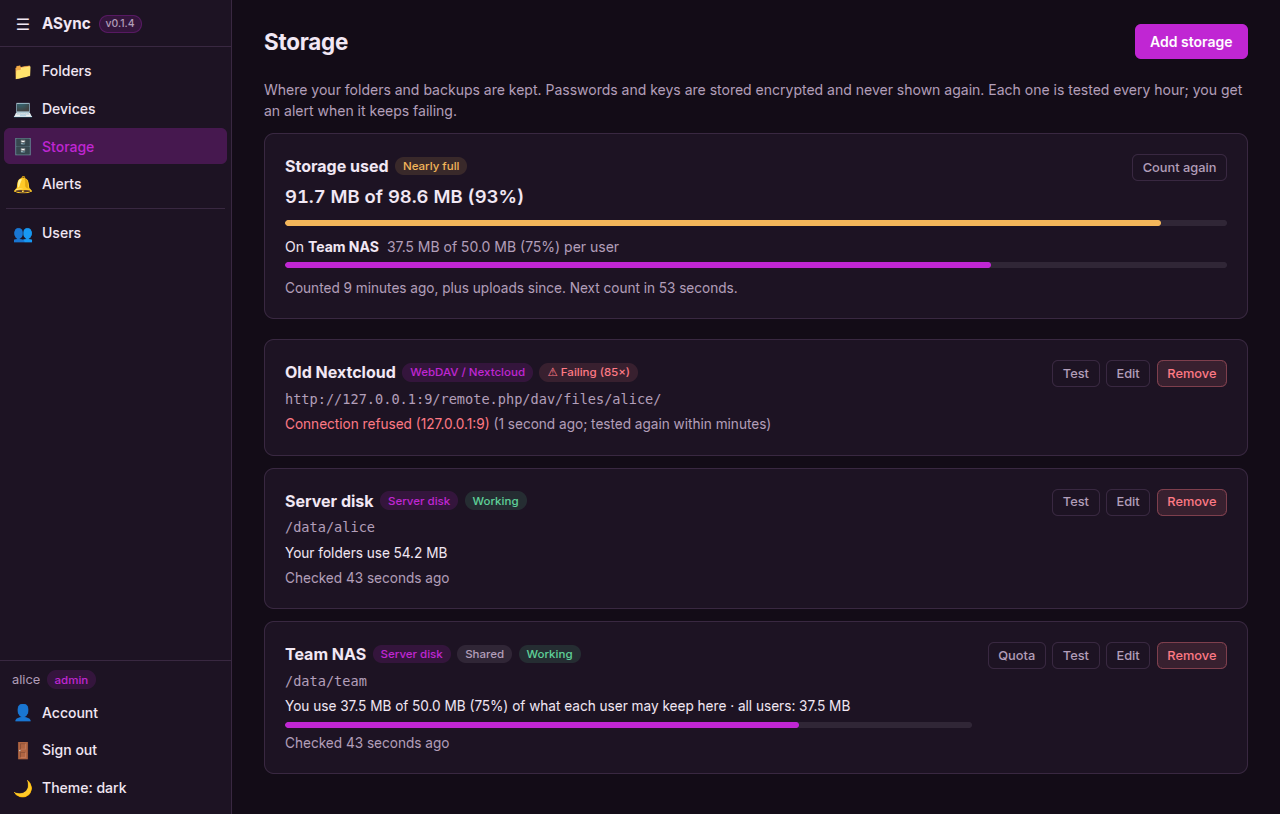 ☰ ASync v0.1.4
Folders
Devices
Storage
Alerts
Users
alice admin
Account
Sign out
Theme: dark
Storage
Add storage
Where your folders and backups are kept. Passwords and keys are stored encrypted and never shown again. Each one is tested every hour; you get
an alert when it keeps failing.
Storage used Nearly full
Count again
91.7 MB of 98.6 MB (93%)
On Team NAS 37.5 MB of 50.0 MB (75%) per user
Counted 9 minutes ago, plus uploads since. Next count in 53 seconds.
Old Nextcloud WebDAV / Nextcloud ⚠ Failing (85×)
Test Edit Remove
http://127.0.0.1:9/remote.php/dav/files/alice/
Connection refused (127.0.0.1:9) (1 second ago; tested again within minutes)
Server disk Server disk Working
Test Edit Remove
/data/alice
Your folders use 54.2 MB
Checked 43 seconds ago
Team NAS Server disk Shared Working
Quota Test Edit Remove
/data/team
You use 37.5 MB of 50.0 MB (75%) of what each user may keep here · all users: 37.5 MB
Checked 43 seconds ago